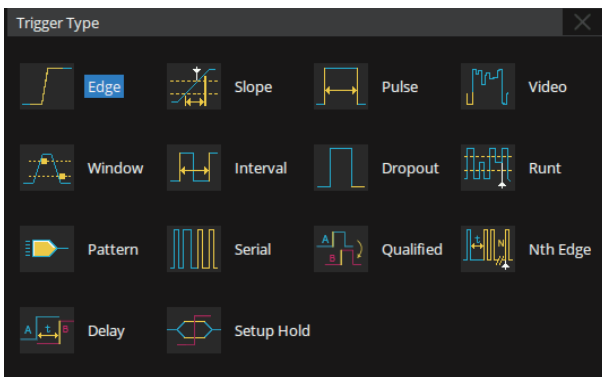 Trigger Type
Edge Slope Pulse Video
Window Interval Dropout Runt
Pattern Serial A B Qualified t N Nth Edge
A t B Delay Setup Hold